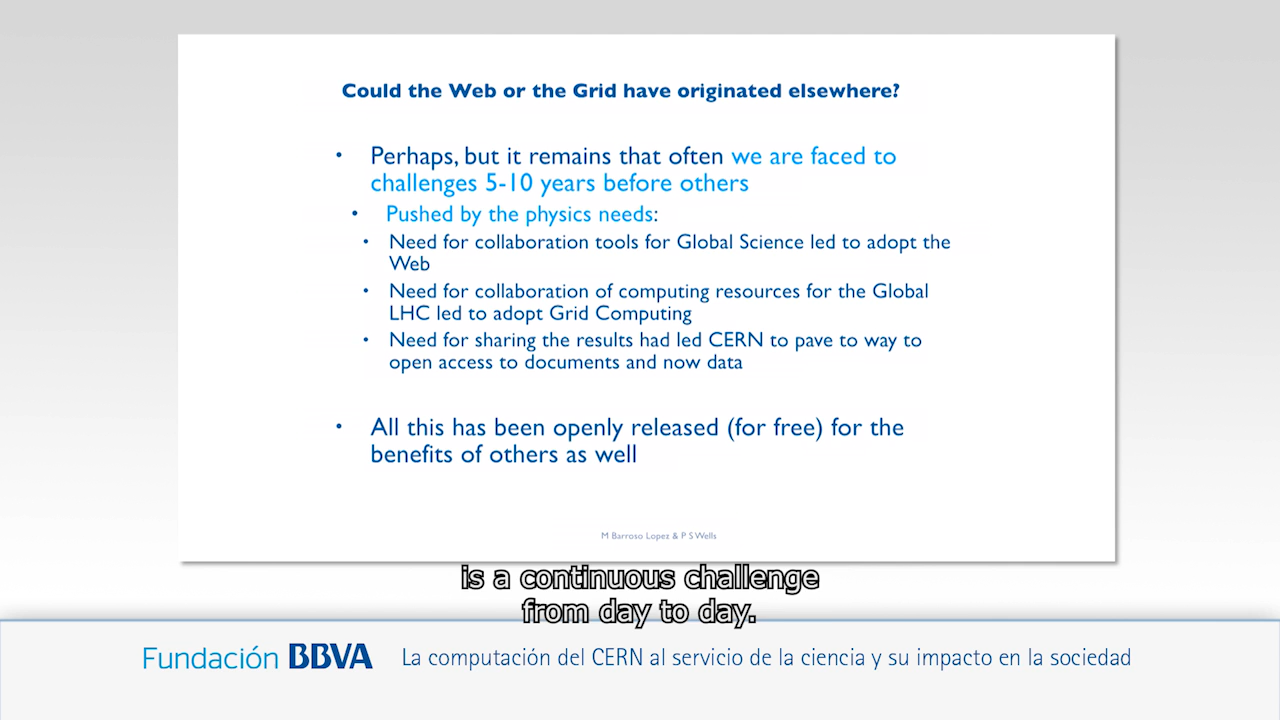 Could the Web or the Grid have originated elsewhere?
• Perhaps, but it remains that often we are faced to
challenges 5-10 years before others
• Pushed by the physics needs:
• Need for collaboration tools for Global Science led to adopt the
Web
• Need for collaboration of computing resources for the Global
LHC led to adopt Grid Computing
• Need for sharing the results had led CERN to pave to way to
open access to documents and now data
• All this has been openly released (for free) for the
benefits of others as well
M Barroso Lopez & P S Wells
is a continuous challenge
from day to day.
Fundación BBVA La computación del CERN al servicio de la ciencia y su impacto en la sociedad